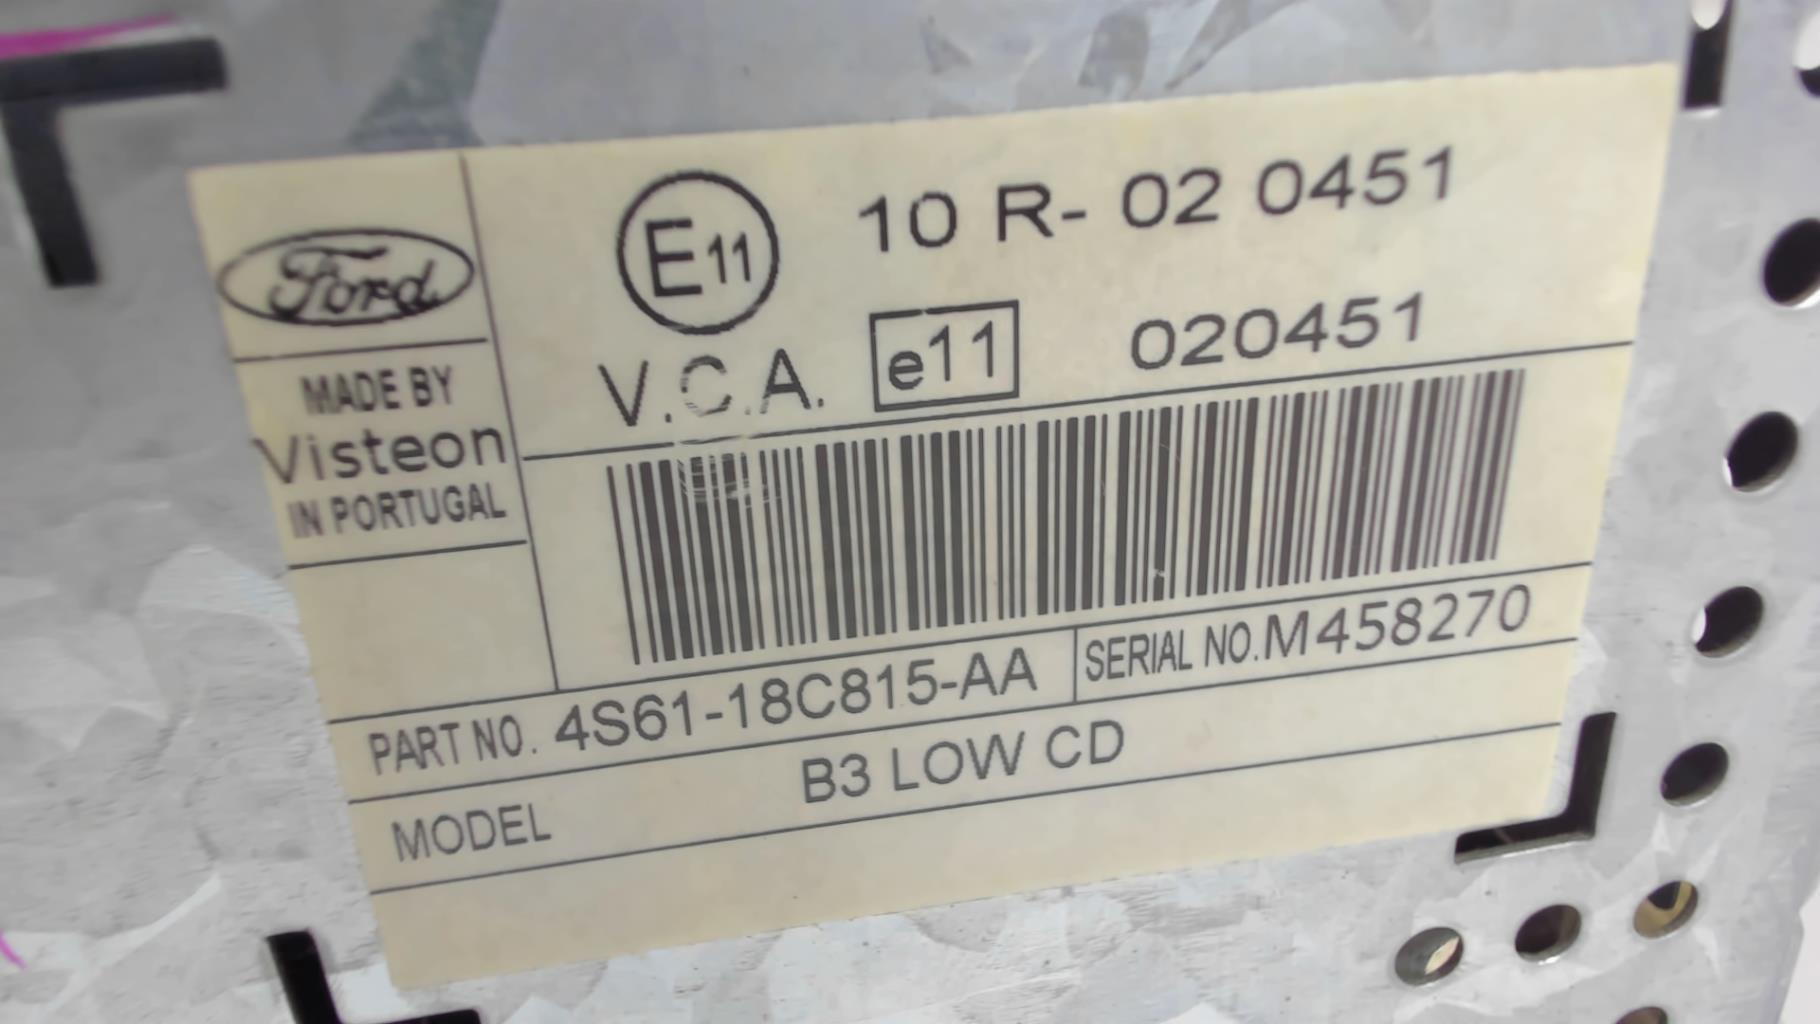 Ford
MADE BY
Visteon
IN PORTUGAL
E11 10 R- 02 0451
V.C.A. e11 020451
PART NO. 4S61-18C815-AA SERIAL NO. M458270
MODEL B3 LOW CD